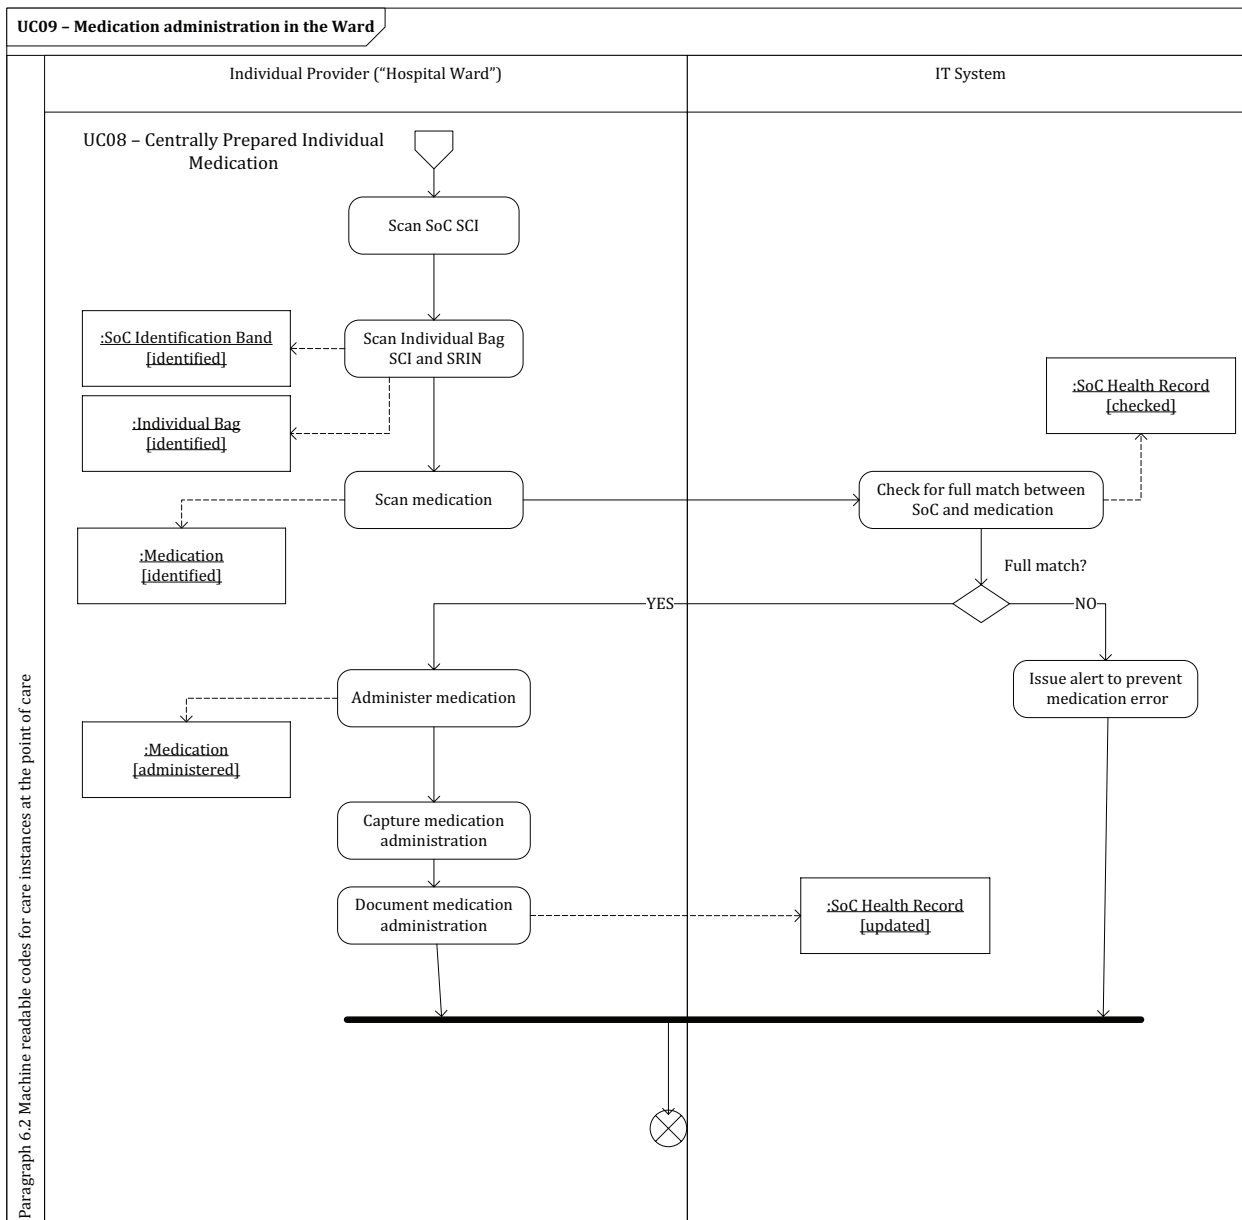 UC09 – Medication administration in the Ward
Individual Provider (“Hospital Ward”)
IT System
UC08 – Centrally Prepared Individual
Medication
Scan SoC SCI
:SoC Identification Band
[identified]
Scan Individual Bag
SCI and SRIN
:Individual Bag
[identified]
:SoC Health Record
[checked]
Scan medication
Check for full match between
SoC and medication
:Medication
[identified]
Full match?
YES
NO
Administer medication
Issue alert to prevent
medication error
:Medication
[administered]
Capture medication
administration
Document medication
administration
:SoC Health Record
[updated]
Paragraph 6.2 Machine readable codes for care instances at the point of care